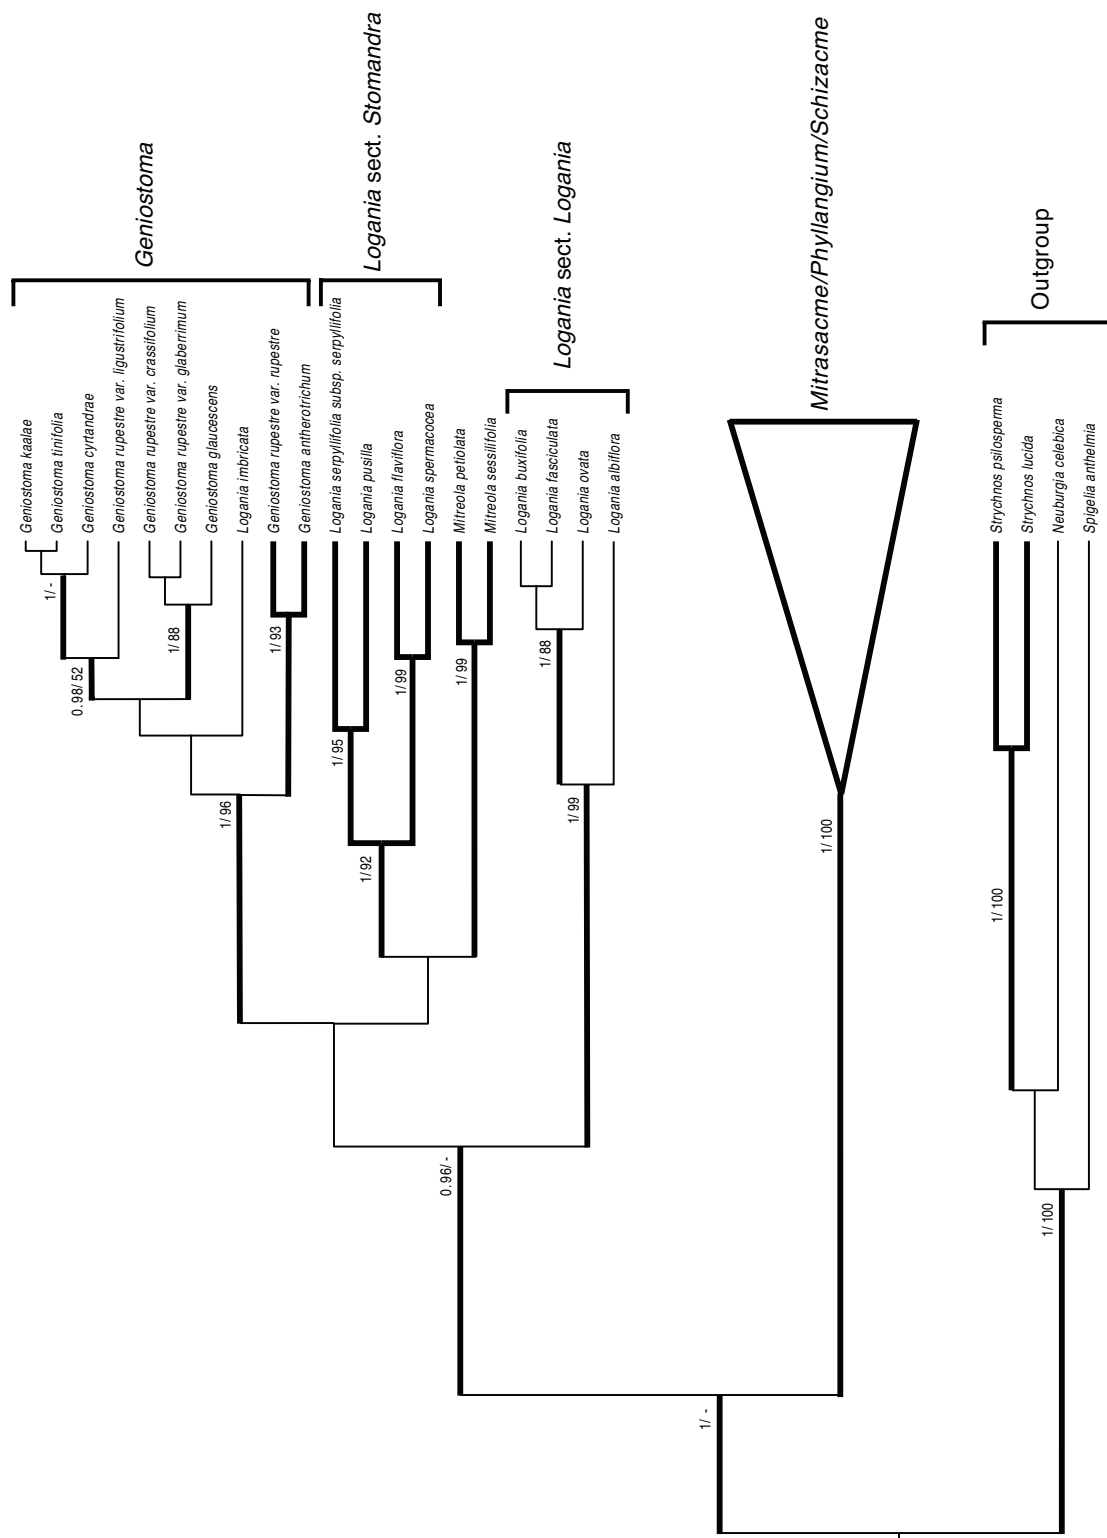 Geniostoma
Logania sect. Stomandra
Logania sect. Logania
Mitrasacme/Phyllangium/Schizacme
Outgroup
Geniostoma kaalae
Geniostoma tinifolia
Geniostoma cyrtandrae
Geniostoma rupestre var. ligustrifolium
Geniostoma rupestre var. crassifolium
Geniostoma rupestre var. glaberrimum
Geniostoma glaucescens
Logania imbricata
Geniostoma rupestre var. rupestre
Geniostoma antherotrichum
Logania serpyllifolia subsp. serpyllifolia
Logania pusilla
Logania flaviflora
Logania spermacocea
Mitreola petiolata
Mitreola sessilifolia
Logania buxifolia
Logania fasciculata
Logania ovata
Logania albiflora
Strychnos psilosperma
Strychnos lucida
Neuburgia celebica
Spigelia anthelmia
1/ -
0.98/ 52
1/ 88
1/ 93
1/ 96
1/ 95
1/ 99
1/ 92
1/ 99
1/ 88
1/ 99
1/ 100
1/ 100
0.96/ -
1/ 100
1/ -